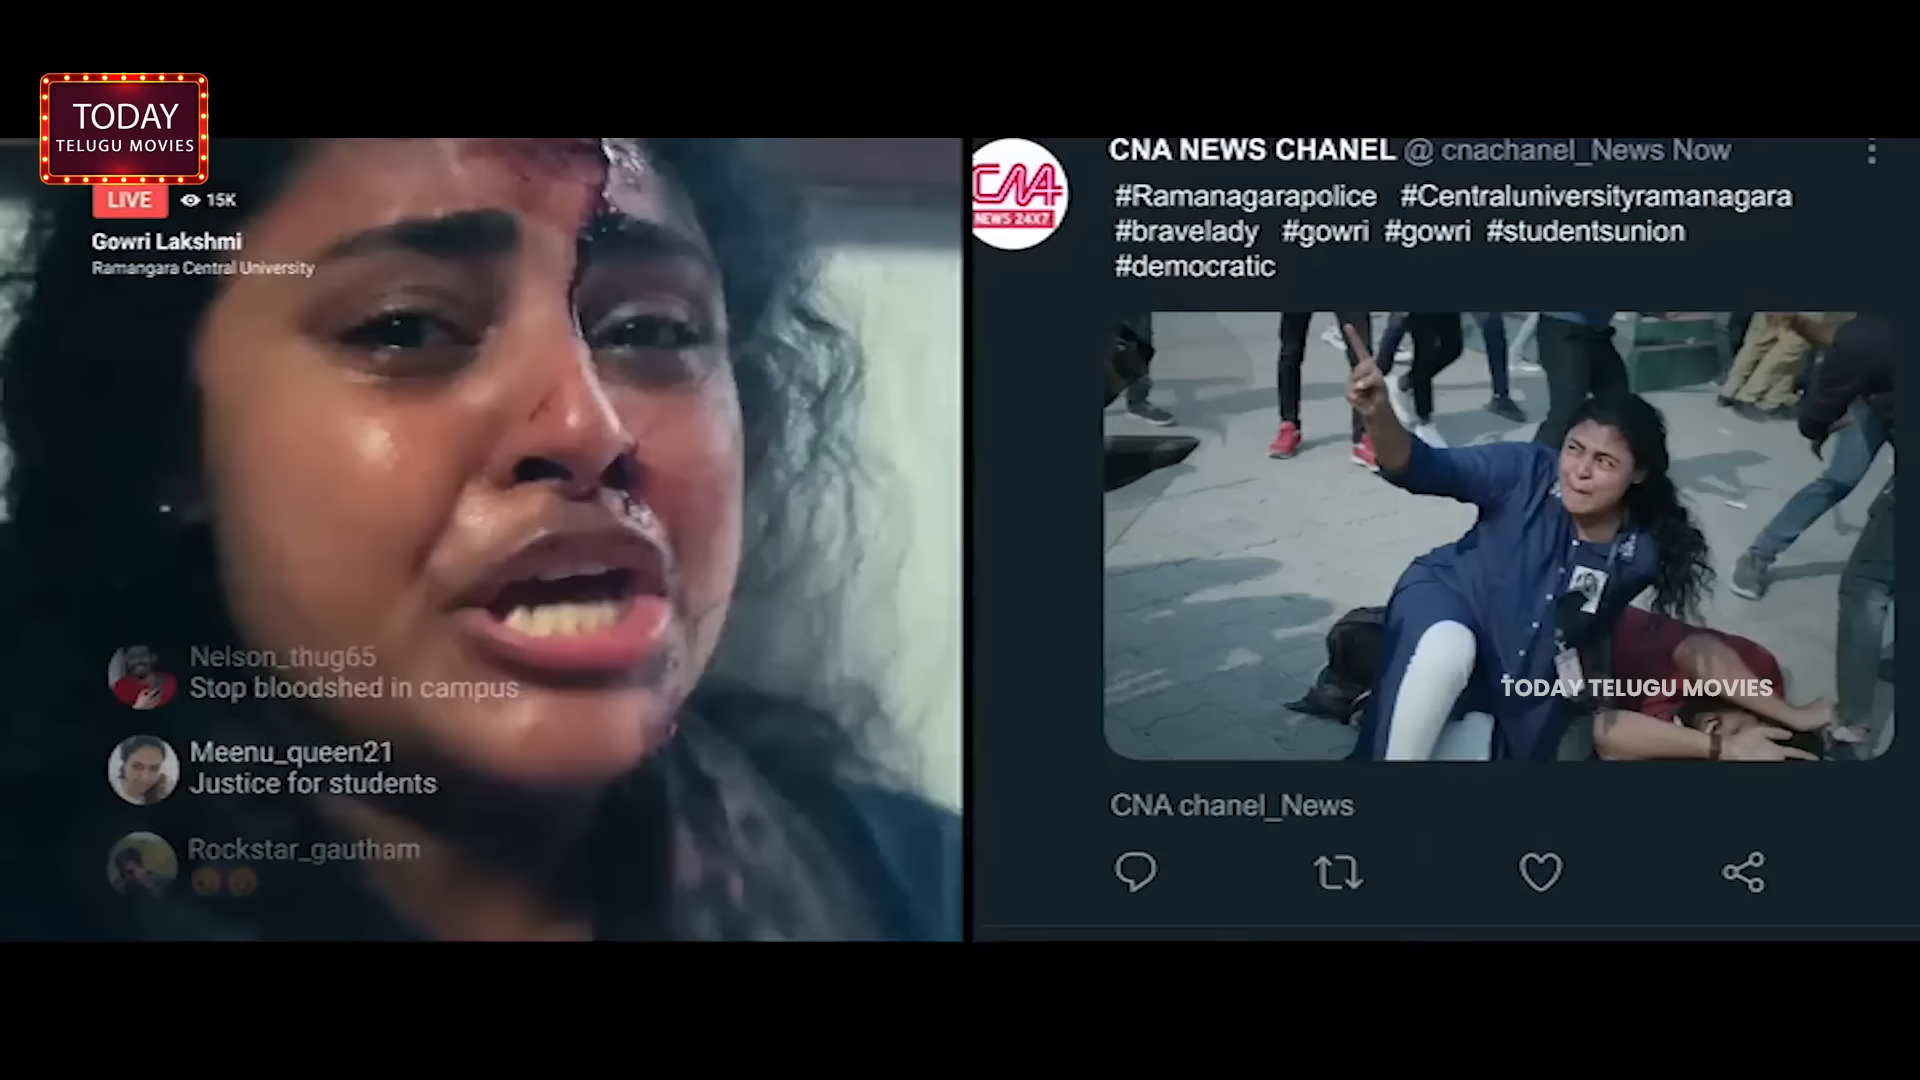 TODAY
TELUGU MOVIES
LIVE 15K
Gowri Lakshmi
Ramangara Central University
Nelson_thug65
Stop bloodshed in campus
Meenu_queen21
Justice for students
Rockstar_gautham
CNA NEWS CHANEL @ cnachanel_News Now
CNA
NEWS 24X7
#Ramanagarapolice #Centraluniversityramanagara
#bravelady #gowri #gowri #studentsunion
#democratic
TODAY TELUGU MOVIES
CNA chanel_News